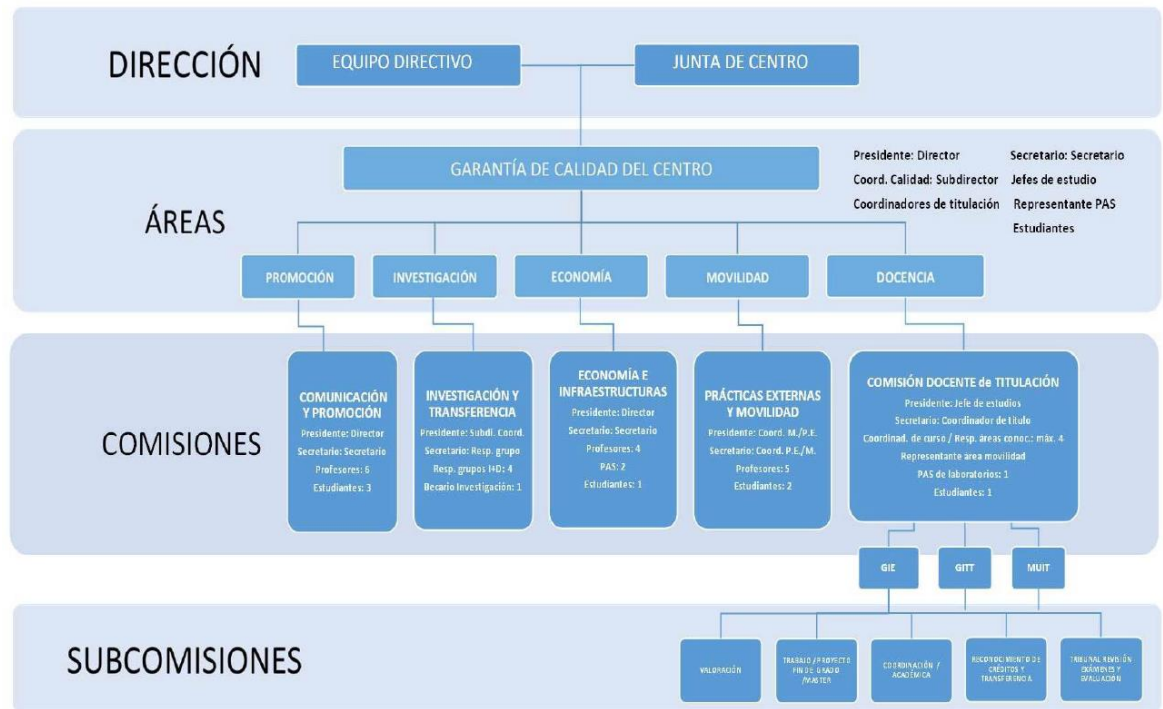 DIRECCIÓN
EQUIPO DIRECTIVO
JUNTA DE CENTRO
ÁREAS
GARANTÍA DE CALIDAD DEL CENTRO
Presidente: Director
Secretario: Secretario
Coord. Calidad: Subdirector
Jefes de estudio
Coordinadores de titulación
Representante PAS
Estudiantes
PROMOCIÓN
INVESTIGACIÓN
ECONOMÍA
MOVILIDAD
DOCENCIA
COMISIONES
COMUNICACIÓN
Y PROMOCIÓN
Presidente: Director
Secretario: Secretario
Profesores: 6
Estudiantes: 3
INVESTIGACIÓN Y
TRANSFERENCIA
Presidente: Subdi. Coord.
Secretario: Resp. grupo
Resp. grupos I+D: 4
Becario Investigación: 1
ECONOMÍA E
INFRAESTRUCTURAS
Presidente: Director
Secretario: Secretario
Profesores: 4
PAS: 2
Estudiantes: 1
PRÁCTICAS EXTERNAS
Y MOVILIDAD
Presidente: Coord. M./P.E.
Secretario: Coord. P.E./M.
Profesores: 5
Estudiantes: 2
COMISIÓN DOCENTE de TITULACIÓN
Presidente: Jefe de estudios
Secretario: Coordinador de título
Coordinad. de curso / Resp. áreas conoc.: máx. 4
Representante área movilidad
PAS de laboratorios: 1
Estudiantes: 1
GIE
GITT
MUIT
SUBCOMISIONES
VALORACIÓN
TRABAJO / PROYECTO
FIN DE GRADO
/MASTER
COORDINACIÓN /
ACADÉMICA
RECONOCIMIENTO DE
CRÉDITOS Y
TRANSFERENCIA
TRIBUNAL REVISIÓN
EXÁMENES Y
EVALUACIÓN